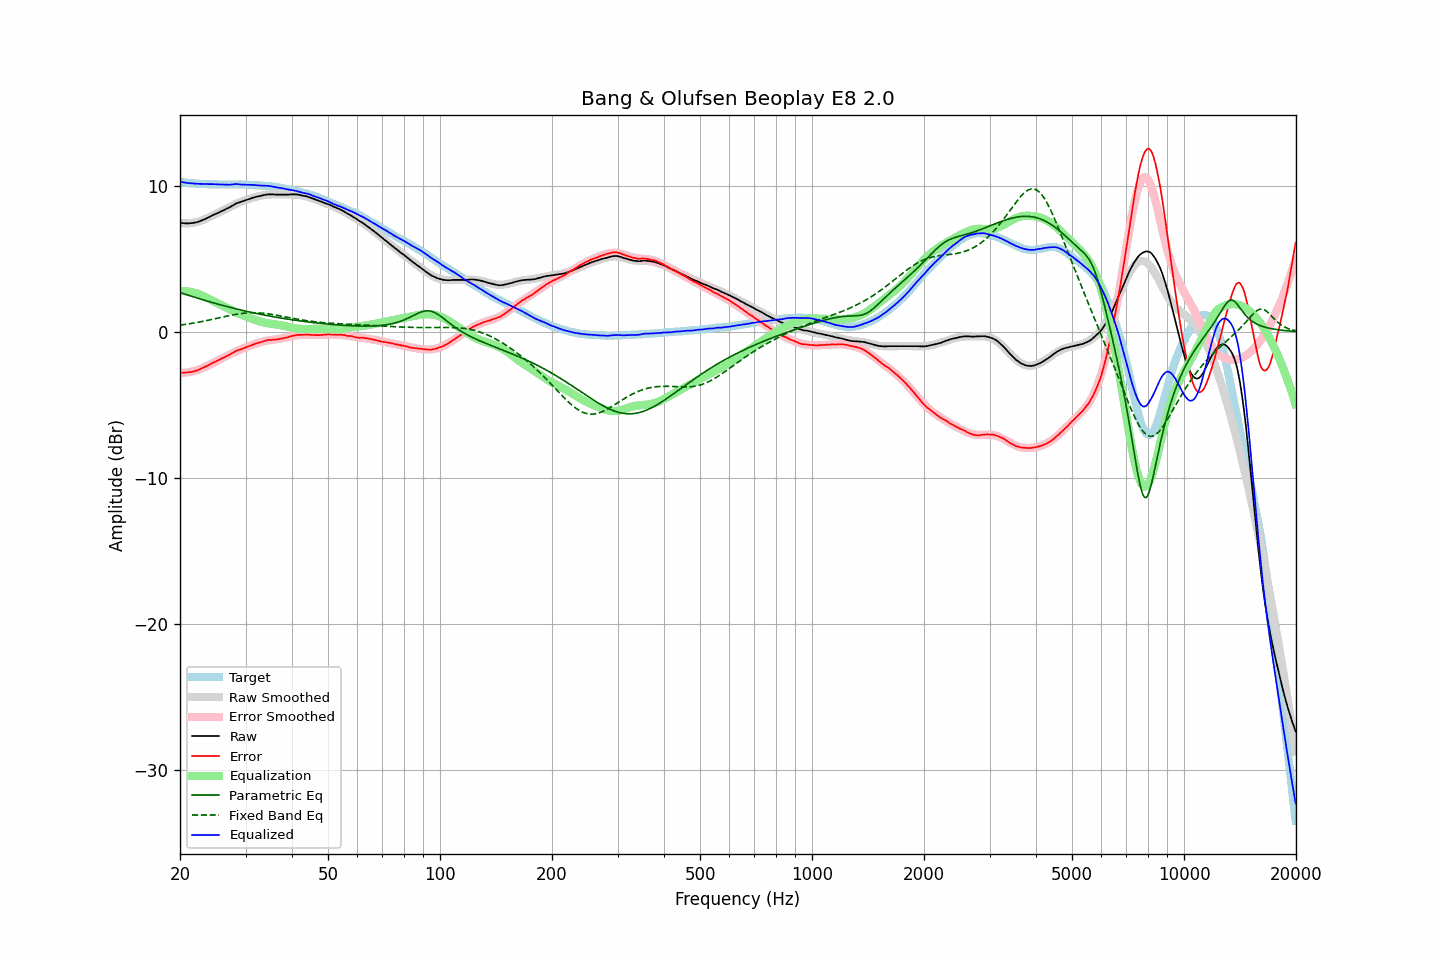 Bang & Olufsen Beoplay E8 2.0
Amplitude (dBr)
10
0
−10
−20
−30
Target
Raw Smoothed
Error Smoothed
Raw
Error
Equalization
Parametric Eq
Fixed Band Eq
Equalized
20 50 100 200 500 1000 2000 5000 10000 20000
Frequency (Hz)